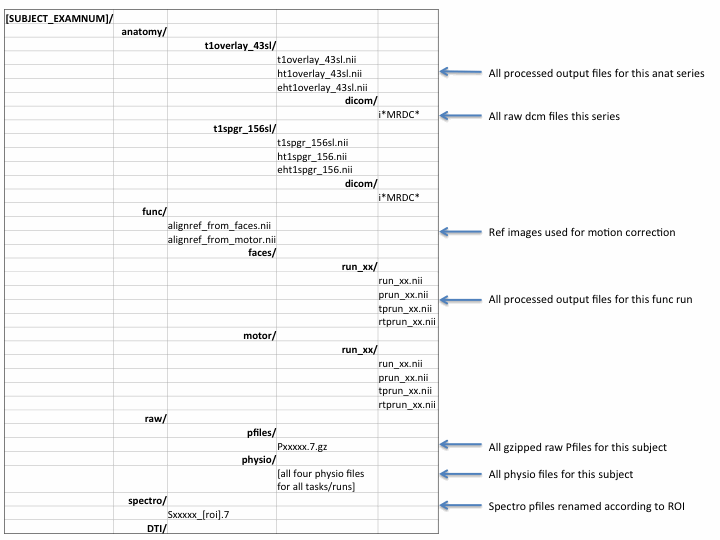 [SUBJECT_EXAMNUM]/
anatomy/
t1overlay_43sl/
t1overlay_43sl.nii
ht1overlay_43sl.nii All processed output files for this anat series
eht1overlay_43sl.nii
dicom/
i*MRDC* All raw dcm files this series
t1spgr_156sl/
t1spgr_156sl.nii
ht1spgr_156.nii
eht1spgr_156.nii
dicom/
i*MRDC*
func/
alignref_from_faces.nii
alignref_from_motor.nii Ref images used for motion correction
faces/
run_xx/
run_xx.nii
prun_xx.nii All processed output files for this func run
tprun_xx.nii
rtprun_xx.nii
motor/
run_xx/
run_xx.nii
prun_xx.nii
tprun_xx.nii
rtprun_xx.nii
raw/
pfiles/
Pxxxxx.7.gz All gzipped raw Pfiles for this subject
physio/
[all four physio files All physio files for this subject
for all tasks/runs]
spectro/ Spectro pfiles renamed according to ROI
Sxxxxx_[roi].7
DTI/